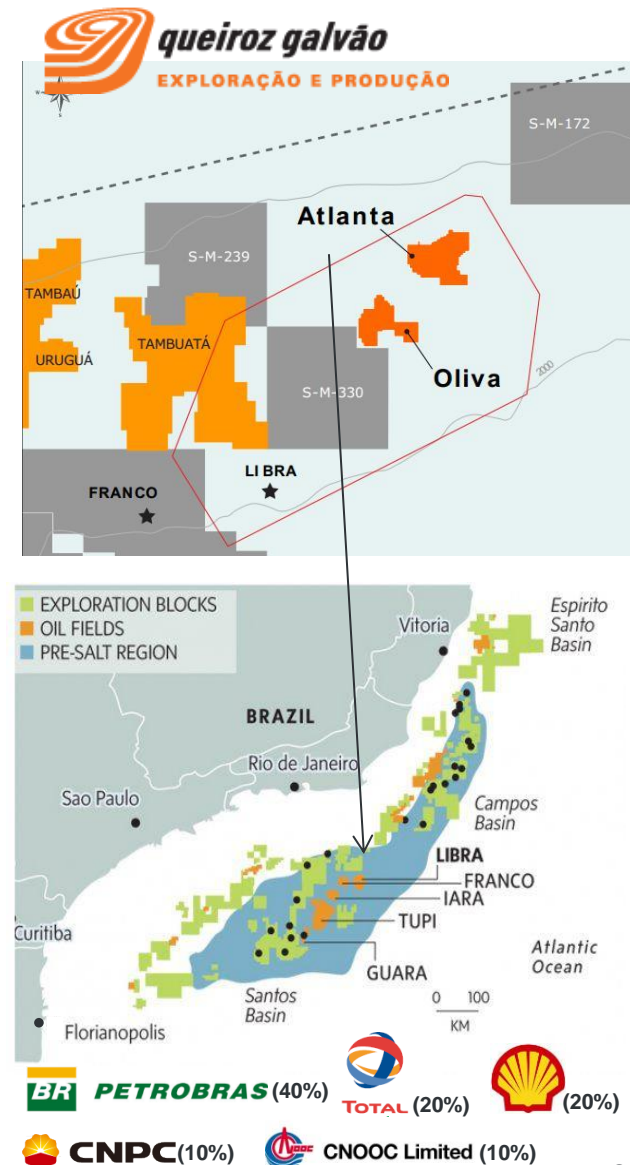 queiroz galvão
EXPLORAÇÃO E PRODUÇÃO
S-M-172
Atlanta
S-M-239
TAMBAÚ
TAMBUATÁ
URUGUÁ
Oliva
2000
S-M-330
LIBRA
FRANCO
EXPLORATION BLOCKS
OIL FIELDS
PRE-SALT REGION
Vitoria
Espirito
Santo
Basin
BRAZIL
Rio de Janeiro
Sao Paulo
Campos
Basin
LIBRA
FRANCO
IARA
TUPI
GUARA
Curitiba
Atlantic
Ocean
Santos
Basin
0 100
KM
Florianopolis
BR PETROBRAS (40%)
TOTAL (20%)
(20%)
CNPC (10%)
CNOOC CNOOC Limited (10%)